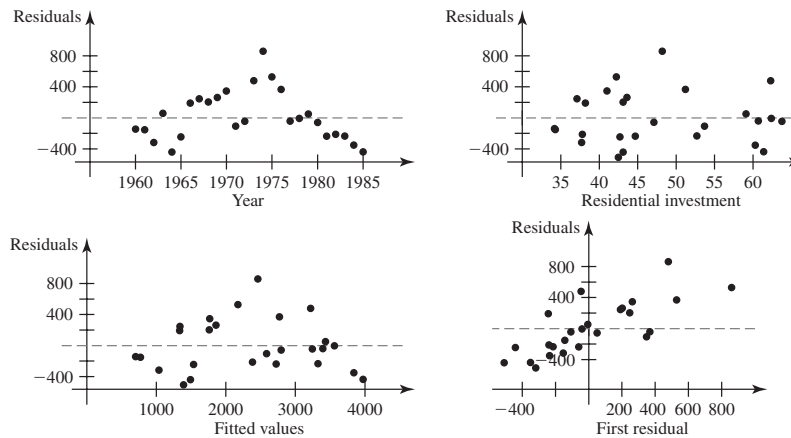 Residuals
800
400
−400
1960 1965 1970 1975 1980 1985
Year
Residuals
800
400
−400
35 40 45 50 55 60 65
Residential investment
Residuals
800
400
−400
1000 2000 3000 4000
Fitted values
Residuals
800
400
−400
−400 200 400 600 800
First residual